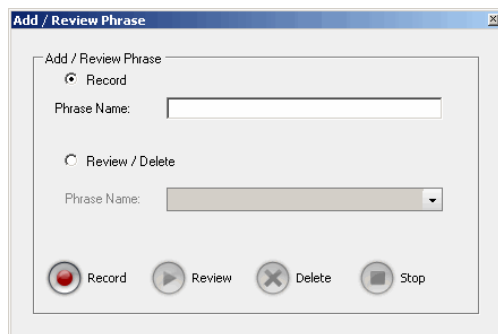 Add / Review Phrase
Add / Review Phrase
Record
Phrase Name:
Review / Delete
Phrase Name:
Record Review Delete Stop